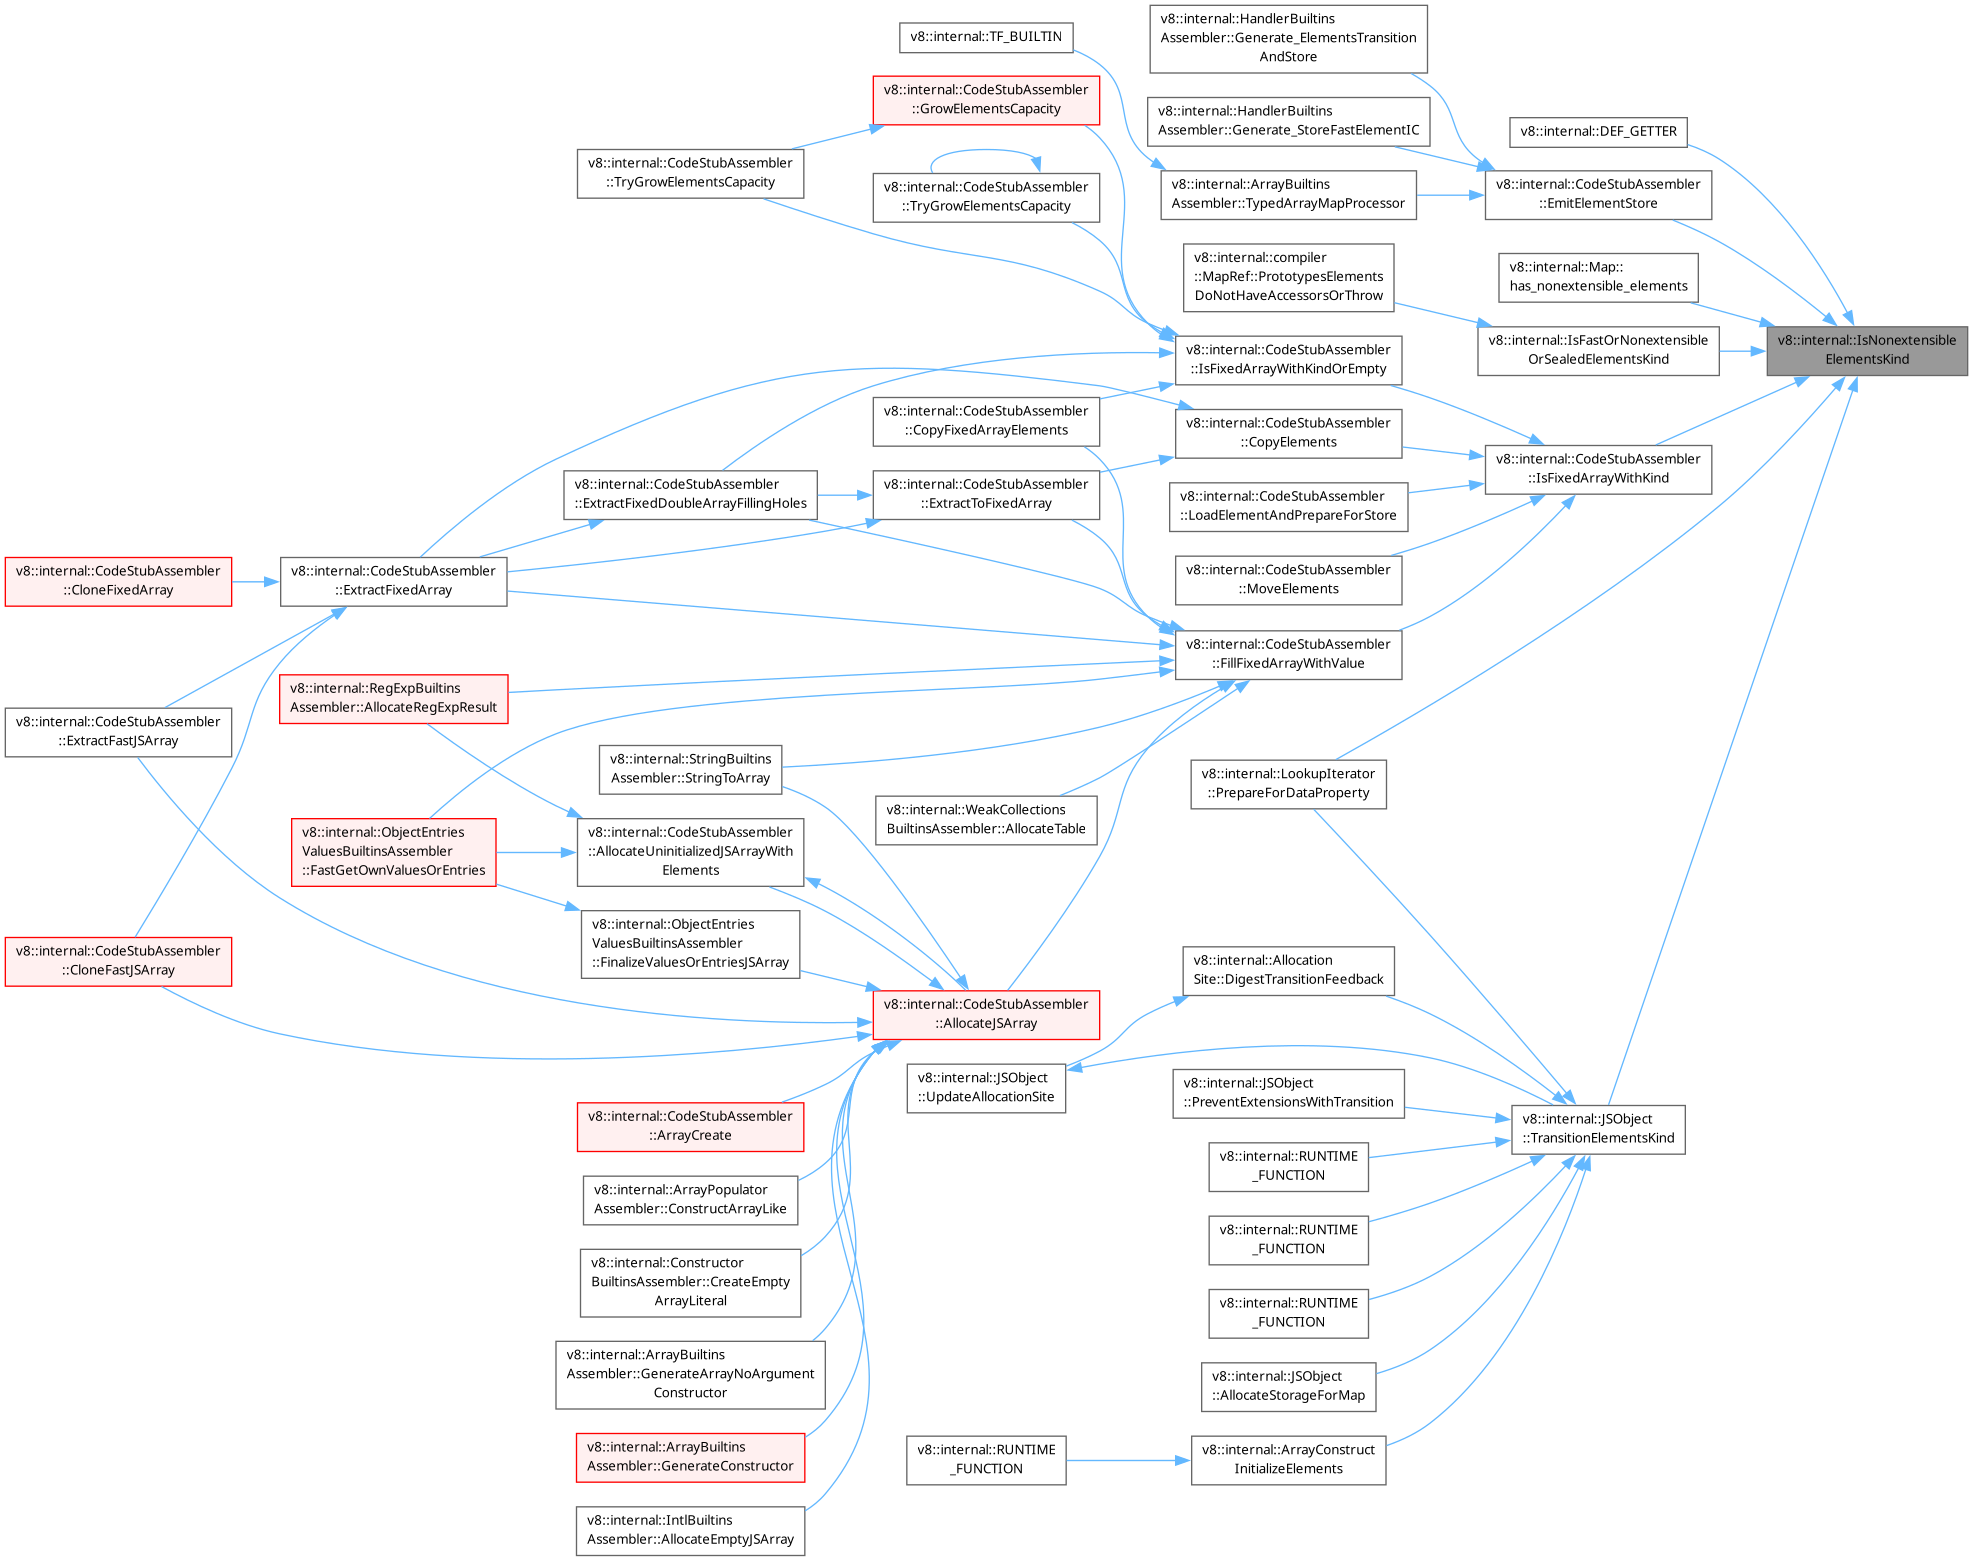 v8::internal::HandlerBuiltins
Assembler::Generate_ElementsTransition
AndStore
v8::internal::TF_BUILTIN
v8::internal::CodeStubAssembler
::GrowElementsCapacity
v8::internal::HandlerBuiltins
Assembler::Generate_StoreFastElementIC
v8::internal::DEF_GETTER
v8::internal::CodeStubAssembler
::TryGrowElementsCapacity
v8::internal::CodeStubAssembler
::TryGrowElementsCapacity
v8::internal::ArrayBuiltins
Assembler::TypedArrayMapProcessor
v8::internal::CodeStubAssembler
::EmitElementStore
v8::internal::compiler
::MapRef::PrototypesElements
DoNotHaveAccessorsOrThrow
v8::internal::Map::
has_nonextensible_elements
v8::internal::IsFastOrNonextensible
OrSealedElementsKind
v8::internal::IsNonextensible
ElementsKind
v8::internal::CodeStubAssembler
::IsFixedArrayWithKindOrEmpty
v8::internal::CodeStubAssembler
::CopyFixedArrayElements
v8::internal::CodeStubAssembler
::CopyElements
v8::internal::CodeStubAssembler
::IsFixedArrayWithKind
v8::internal::CodeStubAssembler
::ExtractFixedDoubleArrayFillingHoles
v8::internal::CodeStubAssembler
::ExtractToFixedArray
v8::internal::CodeStubAssembler
::LoadElementAndPrepareForStore
v8::internal::CodeStubAssembler
::CloneFixedArray
v8::internal::CodeStubAssembler
::ExtractFixedArray
v8::internal::CodeStubAssembler
::MoveElements
v8::internal::CodeStubAssembler
::FillFixedArrayWithValue
v8::internal::RegExpBuiltins
Assembler::AllocateRegExpResult
v8::internal::CodeStubAssembler
::ExtractFastJSArray
v8::internal::StringBuiltins
Assembler::StringToArray
v8::internal::LookupIterator
::PrepareForDataProperty
v8::internal::WeakCollections
BuiltinsAssembler::AllocateTable
v8::internal::ObjectEntries
ValuesBuiltinsAssembler
::FastGetOwnValuesOrEntries
v8::internal::CodeStubAssembler
::AllocateUninitializedJSArrayWith
Elements
v8::internal::ObjectEntries
ValuesBuiltinsAssembler
::FinalizeValuesOrEntriesJSArray
v8::internal::CodeStubAssembler
::CloneFastJSArray
v8::internal::Allocation
Site::DigestTransitionFeedback
v8::internal::CodeStubAssembler
::AllocateJSArray
v8::internal::JSObject
::UpdateAllocationSite
v8::internal::JSObject
::PreventExtensionsWithTransition
v8::internal::CodeStubAssembler
::ArrayCreate
v8::internal::JSObject
::TransitionElementsKind
v8::internal::RUNTIME
_FUNCTION
v8::internal::ArrayPopulator
Assembler::ConstructArrayLike
v8::internal::RUNTIME
_FUNCTION
v8::internal::Constructor
BuiltinsAssembler::CreateEmpty
ArrayLiteral
v8::internal::RUNTIME
_FUNCTION
v8::internal::ArrayBuiltins
Assembler::GenerateArrayNoArgument
Constructor
v8::internal::JSObject
::AllocateStorageForMap
v8::internal::ArrayBuiltins
Assembler::GenerateConstructor
v8::internal::RUNTIME
_FUNCTION
v8::internal::ArrayConstruct
InitializeElements
v8::internal::IntlBuiltins
Assembler::AllocateEmptyJSArray